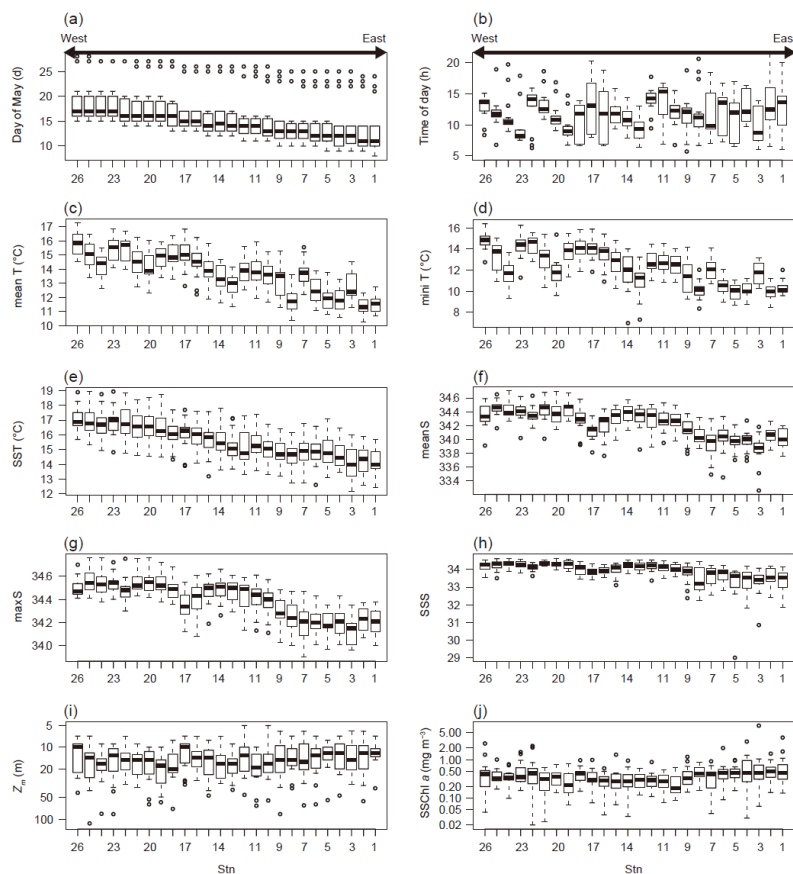 (a)
West East
Day of May (d)
25
20
15
10
26 23 20 17 14 11 9 7 5 3 1
(b)
West East
Time of day (h)
20
15
10
5
26 23 20 17 14 11 9 7 5 3 1
(c)
mean T (°C)
17
16
15
14
13
12
11
10
26 23 20 17 14 11 9 7 5 3 1
(d)
mini T (°C)
16
14
12
10
8
26 23 20 17 14 11 9 7 5 3 1
(e)
SST (°C)
19
18
17
16
15
14
13
12
26 23 20 17 14 11 9 7 5 3 1
(f)
meanS
34.6
34.4
34.2
34.0
33.8
33.6
33.4
26 23 20 17 14 11 9 7 5 3 1
(g)
maxS
34.6
34.4
34.2
34.0
26 23 20 17 14 11 9 7 5 3 1
(h)
SSS
34
33
32
31
30
29
26 23 20 17 14 11 9 7 5 3 1
(i)
Zm (m)
5
10
20
50
100
26 23 20 17 14 11 9 7 5 3 1
Stn
(j)
SSChl a (mg m⁻³)
5.00
2.00
1.00
0.50
0.20
0.10
0.05
0.02
26 23 20 17 14 11 9 7 5 3 1
Stn